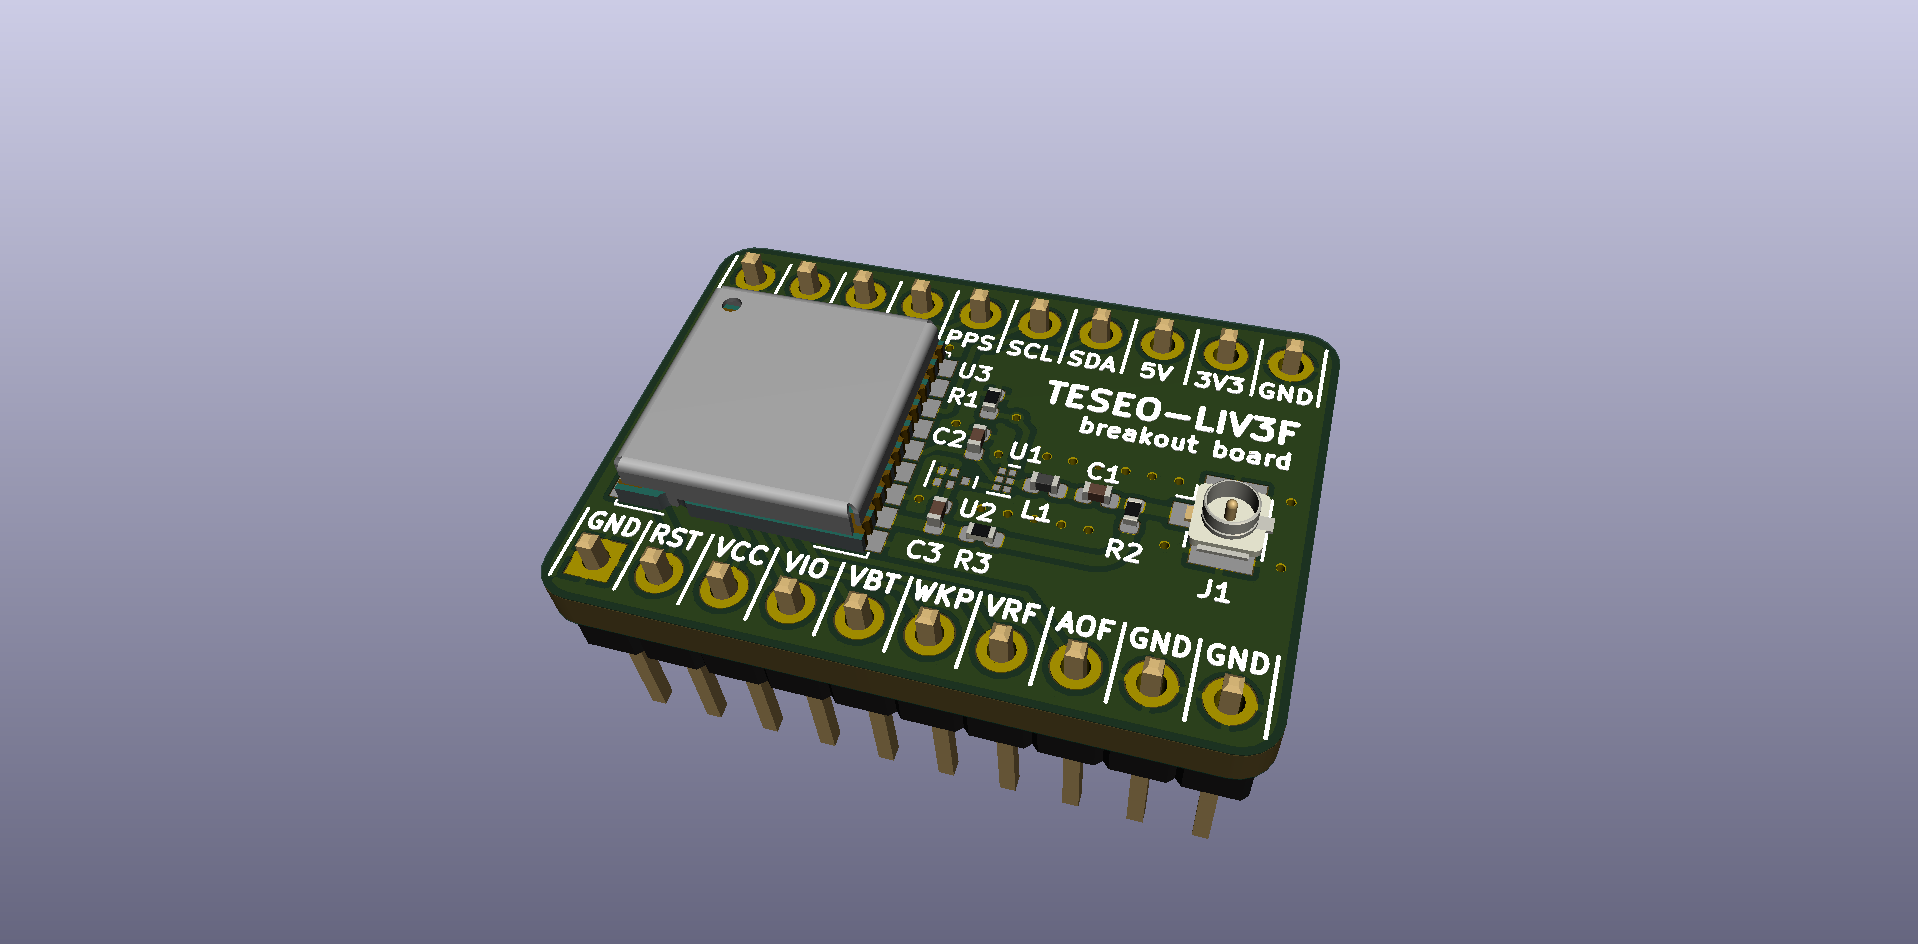 PPS
SCL
SDA
5V
3V3
GND
U3
R1
TESEO-LIV3F
breakout board
C2
U1
C1
U2
L1
C3
R3
R2
J1
GND
RST
VCC
VIO
VBT
WKP
VRF
AOF
GND
GND